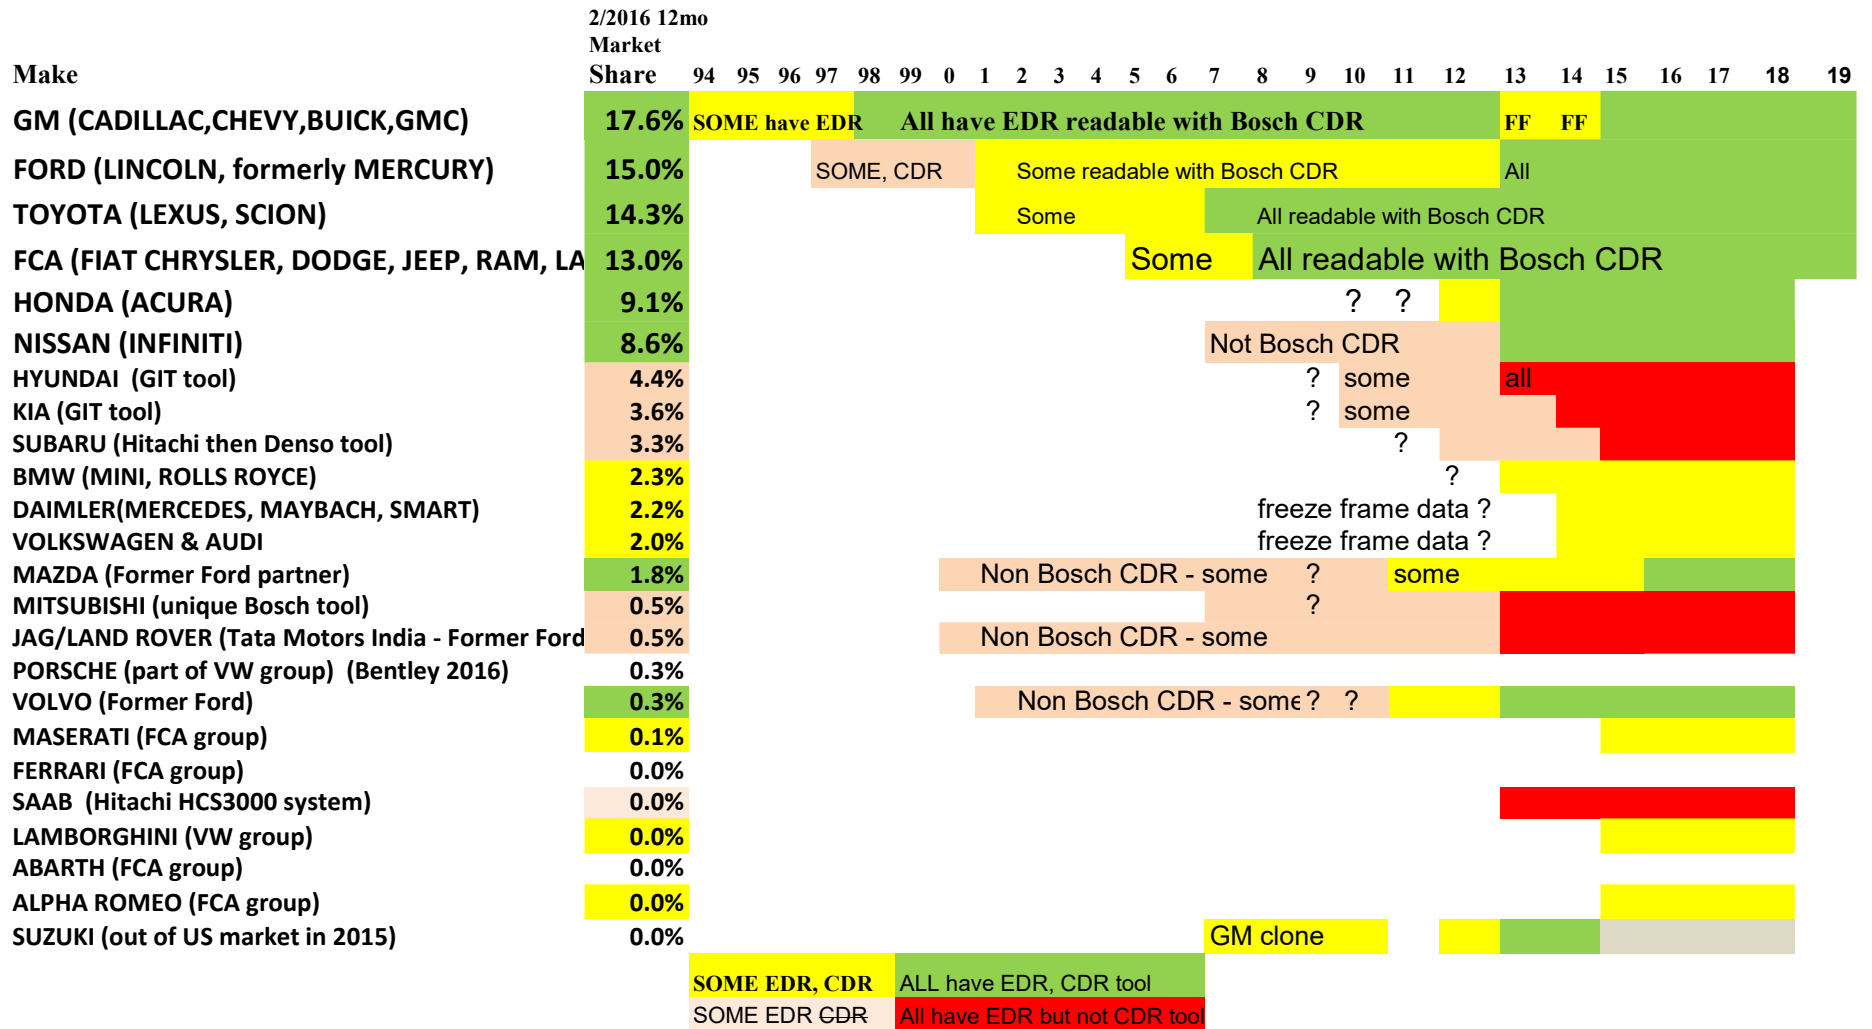 2/2016 12mo
Market
Make Share 94 95 96 97 98 99 0 1 2 3 4 5 6 7 8 9 10 11 12 13 14 15 16 17 18 19
GM (CADILLAC,CHEVY,BUICK,GMC) 17.6% SOME have EDR All have EDR readable with Bosch CDR FF FF
FORD (LINCOLN, formerly MERCURY) 15.0% SOME, CDR Some readable with Bosch CDR All
TOYOTA (LEXUS, SCION) 14.3% Some All readable with Bosch CDR
FCA (FIAT CHRYSLER, DODGE, JEEP, RAM, LA 13.0% Some All readable with Bosch CDR
HONDA (ACURA) 9.1% ? ?
NISSAN (INFINITI) 8.6% Not Bosch CDR
HYUNDAI (GIT tool) 4.4% ? some all
KIA (GIT tool) 3.6% ? some
SUBARU (Hitachi then Denso tool) 3.3% ?
BMW (MINI, ROLLS ROYCE) 2.3% ?
DAIMLER(MERCEDES, MAYBACH, SMART) 2.2% freeze frame data ?
VOLKSWAGEN & AUDI 2.0% freeze frame data ?
MAZDA (Former Ford partner) 1.8% Non Bosch CDR - some ? some
MITSUBISHI (unique Bosch tool) 0.5% ?
JAG/LAND ROVER (Tata Motors India - Former Ford 0.5% Non Bosch CDR - some
PORSCHE (part of VW group) (Bentley 2016) 0.3%
VOLVO (Former Ford) 0.3% Non Bosch CDR - some ? ?
MASERATI (FCA group) 0.1%
FERRARI (FCA group) 0.0%
SAAB (Hitachi HCS3000 system) 0.0%
LAMBORGHINI (VW group) 0.0%
ABARTH (FCA group) 0.0%
ALPHA ROMEO (FCA group) 0.0%
SUZUKI (out of US market in 2015) 0.0% GM clone
SOME EDR, CDR ALL have EDR, CDR tool
SOME EDR CDR All have EDR but not CDR tool